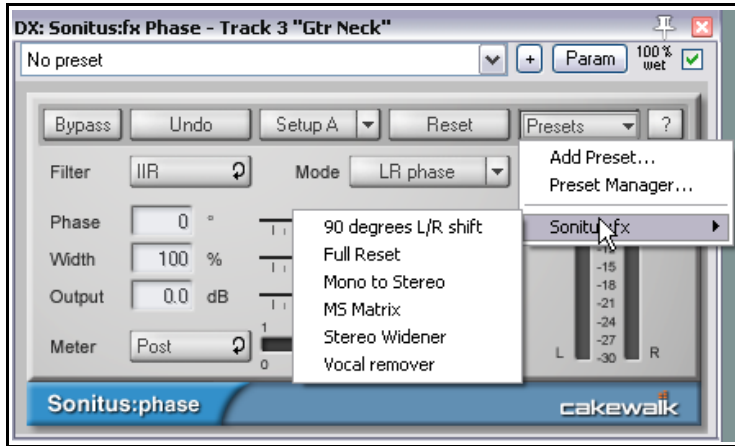 DX: Sonitus:fx Phase - Track 3 "Gtr Neck"
No preset
+ Param 100 % wet
Bypass Undo Setup A Reset Presets ?
Add Preset...
Preset Manager...
Sonitus:fx
Filter IIR Mode LR phase
Phase 0 °
Width 100 %
Output 0.0 dB
Meter Post
1
0
90 degrees L/R shift
Full Reset
Mono to Stereo
MS Matrix
Stereo Widener
Vocal remover
-15
-18
-21
-24
-27
L -30 R
Sonitus:phase
cakewalk